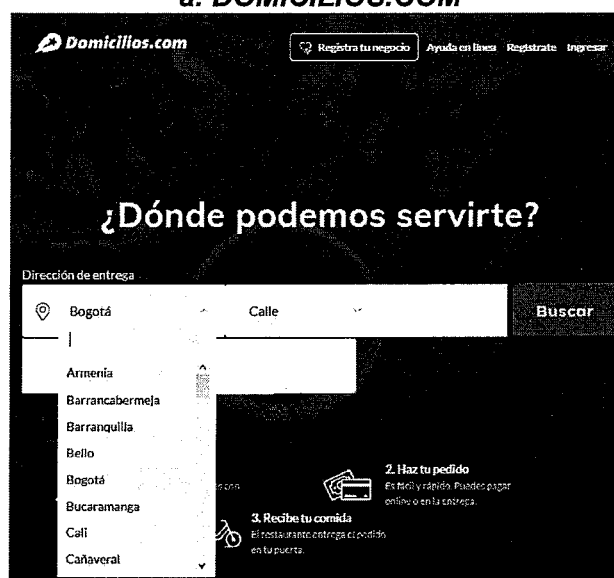 a. DOMICILIOS.COM
Domicilios.com
Registra tu negocio Ayuda en línea Regístrate Ingresar
¿Dónde podemos servirte?
Dirección de entrega
Bogotá Calle Buscar
Armenia
Barrancabermeja
Barranquilla
Bello
Bogotá
Bucaramanga
Cali
Cañaveral
2. Haz tu pedido
Es fácil y rápido. Puedes pagar
online o en la entrega.
3. Recibe tu comida
El restaurante entrega el pedido
en tu puerta.